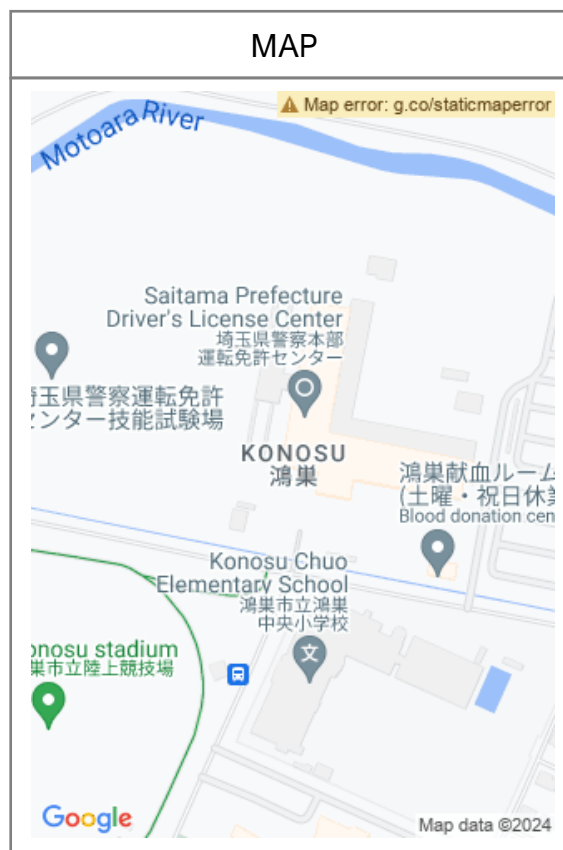 MAP
Map error: g.co/staticmaperror
Motoara River
Saitama Prefecture
Driver's License Center
埼玉県警察本部
運転免許センター
埼玉県警察運転免許
センター技能試験場
KONOSU
鴻巣
鴻巣献血ルーム
(土曜・祝日休業
Blood donation cen
Konosu Chuo
Elementary School
鴻巣市立鴻巣
中央小学校
文
onosu stadium
巣市立陸上競技場
Google
Map data ©2024